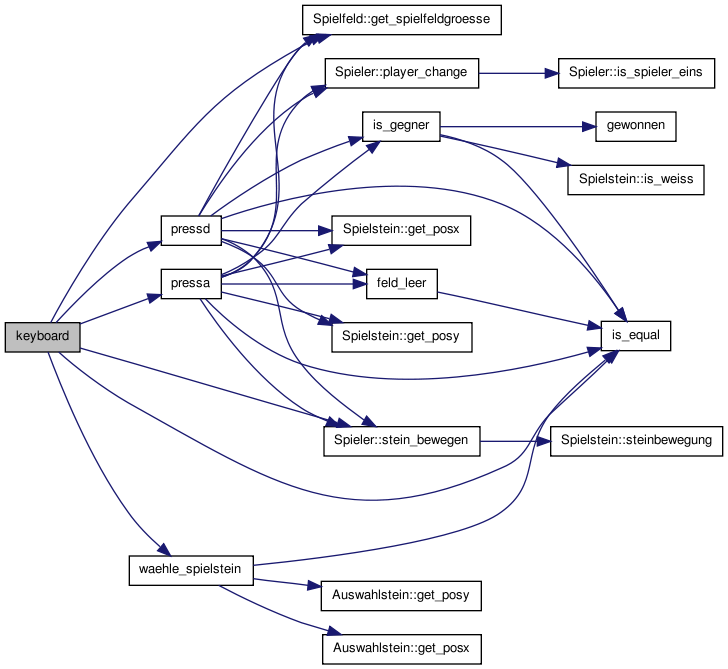 Spielfeld::get_spielfeldgroesse
Spieler::player_change
Spieler::is_spieler_eins
is_gegner
gewonnen
Spielstein::is_weiss
pressd
Spielstein::get_posx
pressa
feld_leer
keyboard
Spielstein::get_posy
is_equal
Spieler::stein_bewegen
Spielstein::steinbewegung
waehle_spielstein
Auswahlstein::get_posy
Auswahlstein::get_posx